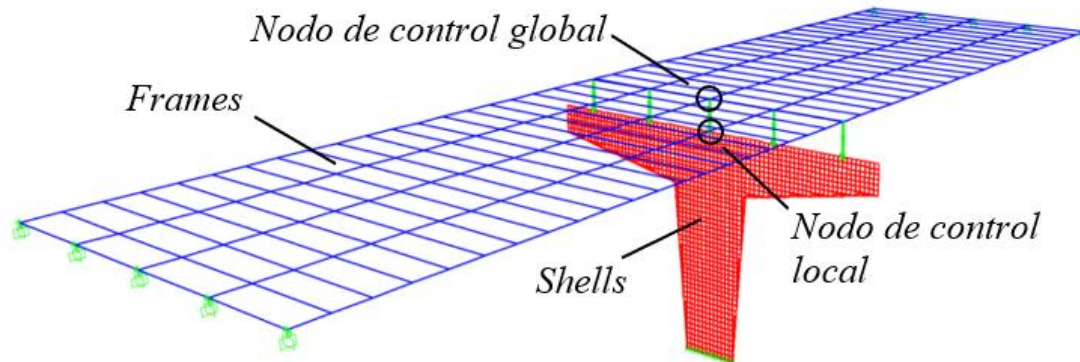 Nodo de control global
Frames
Nodo de control
local
Shells